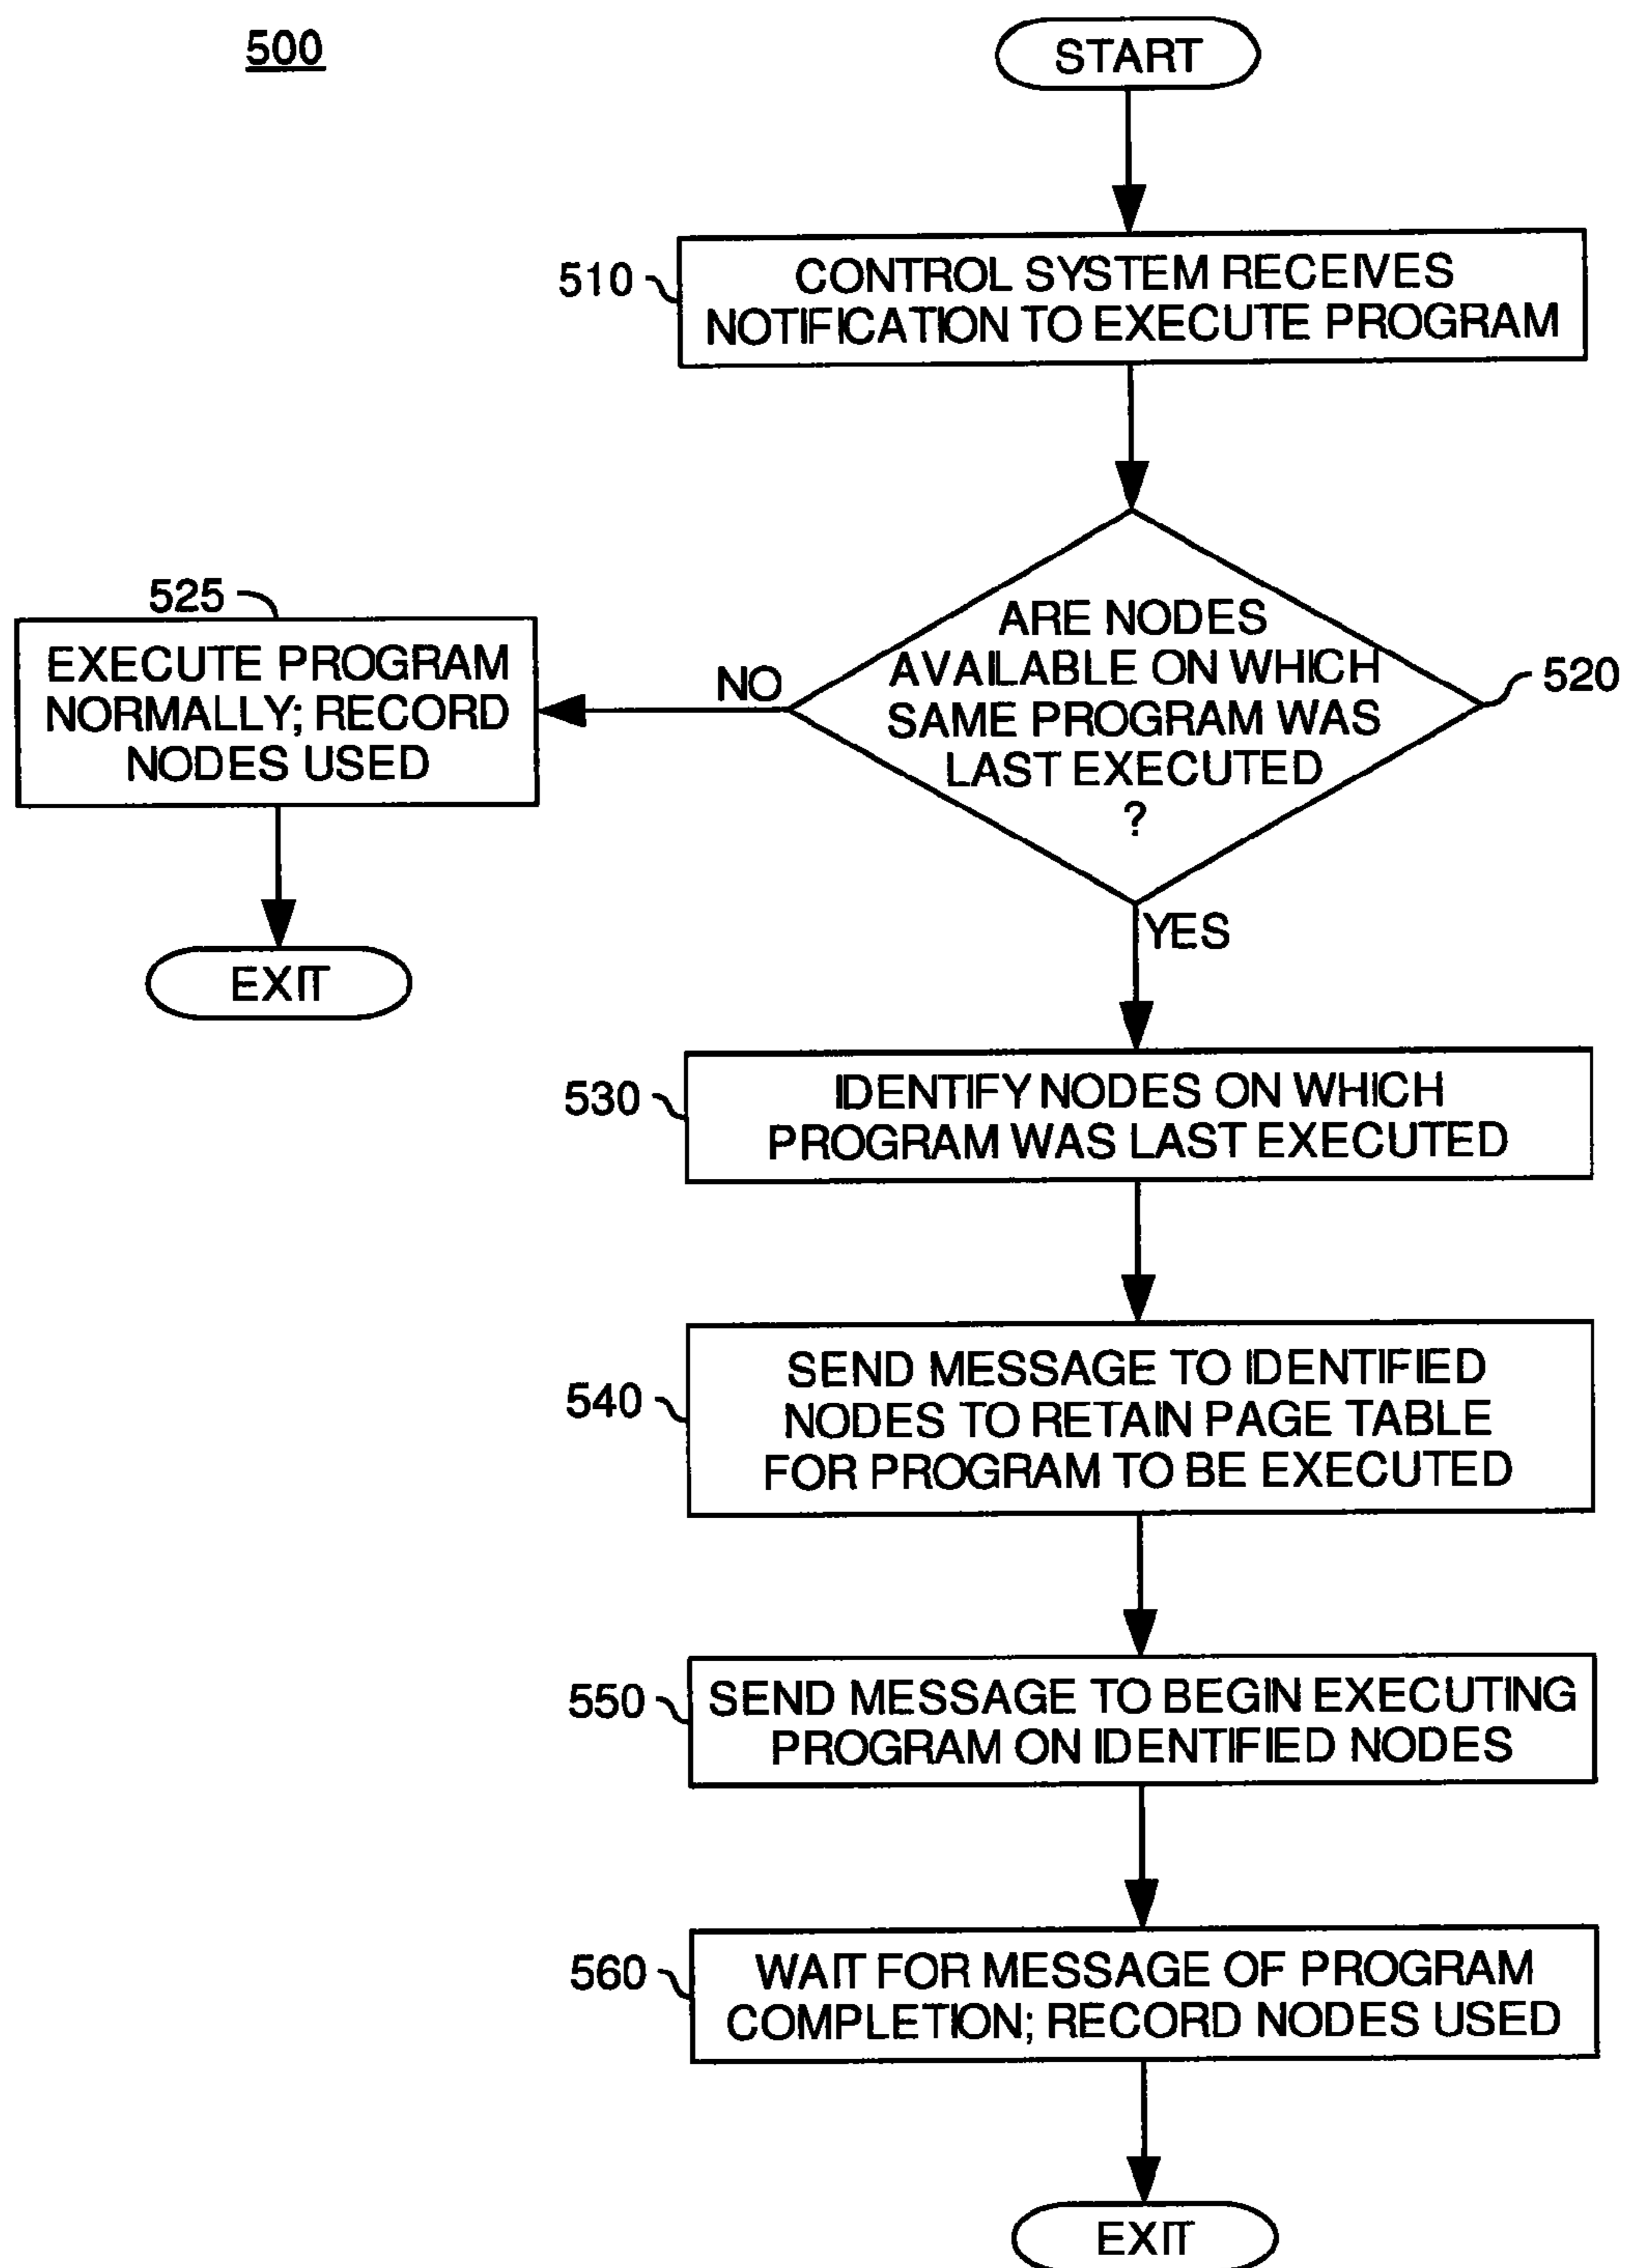 500
START
510
CONTROL SYSTEM RECEIVES
NOTIFICATION TO EXECUTE PROGRAM
525
EXECUTE PROGRAM
NORMALLY; RECORD
NODES USED
NO
ARE NODES
AVAILABLE ON WHICH
SAME PROGRAM WAS
LAST EXECUTED
?
520
YES
EXIT
530
IDENTIFY NODES ON WHICH
PROGRAM WAS LAST EXECUTED
540
SEND MESSAGE TO IDENTIFIED
NODES TO RETAIN PAGE TABLE
FOR PROGRAM TO BE EXECUTED
550
SEND MESSAGE TO BEGIN EXECUTING
PROGRAM ON IDENTIFIED NODES
560
WAIT FOR MESSAGE OF PROGRAM
COMPLETION; RECORD NODES USED
EXIT